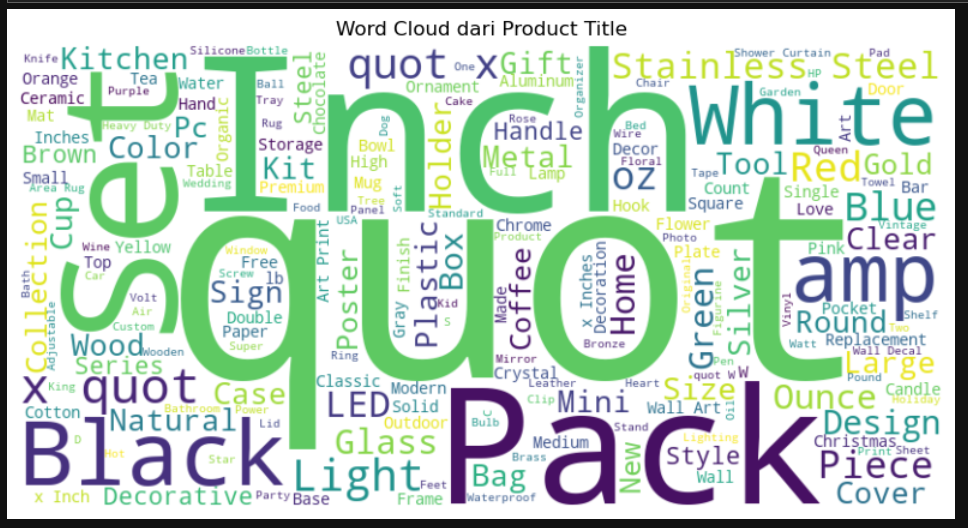 Word Cloud dari Product Title
Knife
Kitchen
Silicone
Bottle
Steel
quot x
One
Gift
Stainless Steel
Shower Curtain
Pad
HP
Orange
Tea
Water
Ball
Chocolate
Ornament
Aluminum
Organizer
Chair
Garden
Door
Ceramic
Purple
Hand
Tray
Inch
Cake
White
Mat
Heavy Duty
Pc
Organic
Rug
Dog
Rose
Handle
Bed
Wire
Art
Inches
Color
Storage
Bowl
Holder
Metal
Decor
Floral
Queen
Brown
Set
Table
Kit
High
Full
Lamp
oz
Tape
Tool
Red
Gold
Small
Area Rug
Wedding
Premium
Mug
Soft
Count
Single
Towel
Bar
Cup
Food
Tree
Panel
Standard
Hook
Square
Love
Blue
Vintage
Collection
quot
USA
Chrome
Product
Flower
Photo
Clear
Wine
Yellow
Window
Art Print
Poster
Finish
Plastic
Box
Coffee
Plate
Pink
amp
Top
Car
Free
Screw
lb
Gray
Made
x Inches
Decoration
Home
Green
Original
Figurine
Silver
Vinyl
Bath
Volt
Air
Sign
Kid
S
Pocket
Shelf
Adjustable
Custom
Double
Paper
Super
Round
Two
Wood
Wooden
Ring
Mirror
Bronze
Watt
Replacement
Wall Decal
Series
Crystal
Pen
quot W
W
Large
Pound
x
King
quot
Case
Classic
Modern
Leather
Heart
Size
Oil
Ounce
Candle
Holiday
Cotton
Natural
Bathroom
Power
LED
Solid
Clip
Mini
Wall Art
Black
Lid
Outdoor
Pack
Bulb
C
Stand
Design
D
Glass
Medium
Lighting
Christmas
Hot
Star
Light
Brass
New
Style
Print
Sheet
Bag
Wall
Piece
x Inch
Decorative
Party
Base
Feet
Frame
Waterproof
Cover